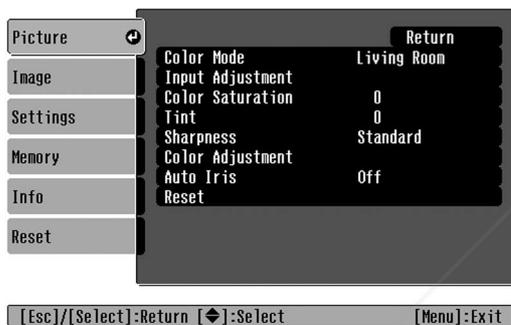 Picture
Image
Settings
Memory
Info
Reset
Return
Color Mode Living Room
Input Adjustment
Color Saturation 0
Tint 0
Sharpness Standard
Color Adjustment
Auto Iris Off
Reset
[Esc]/[Select]:Return [◆]:Select [Menu]:Exit